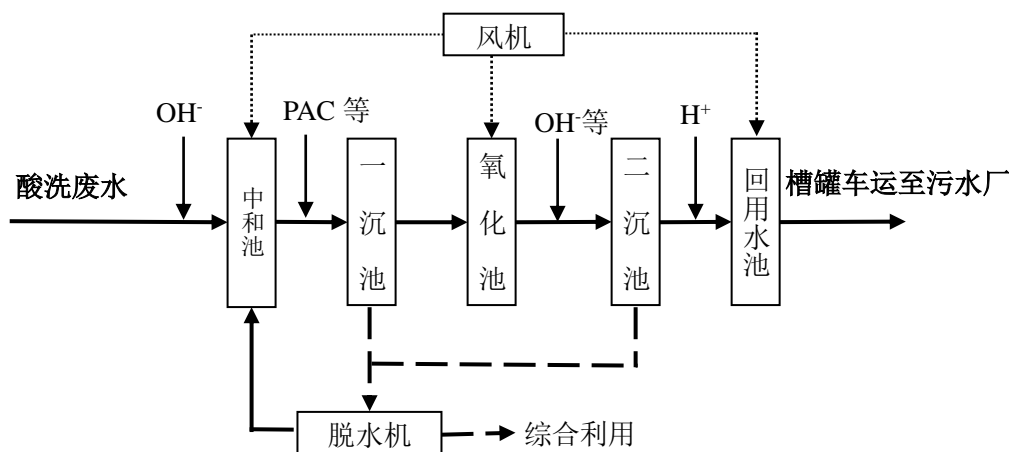 风机
OH⁻
PAC 等
OH⁻等
H⁺
酸洗废水
中和池
一沉池
氧化池
二沉池
回用水池
槽罐车运至污水厂
脱水机
综合利用